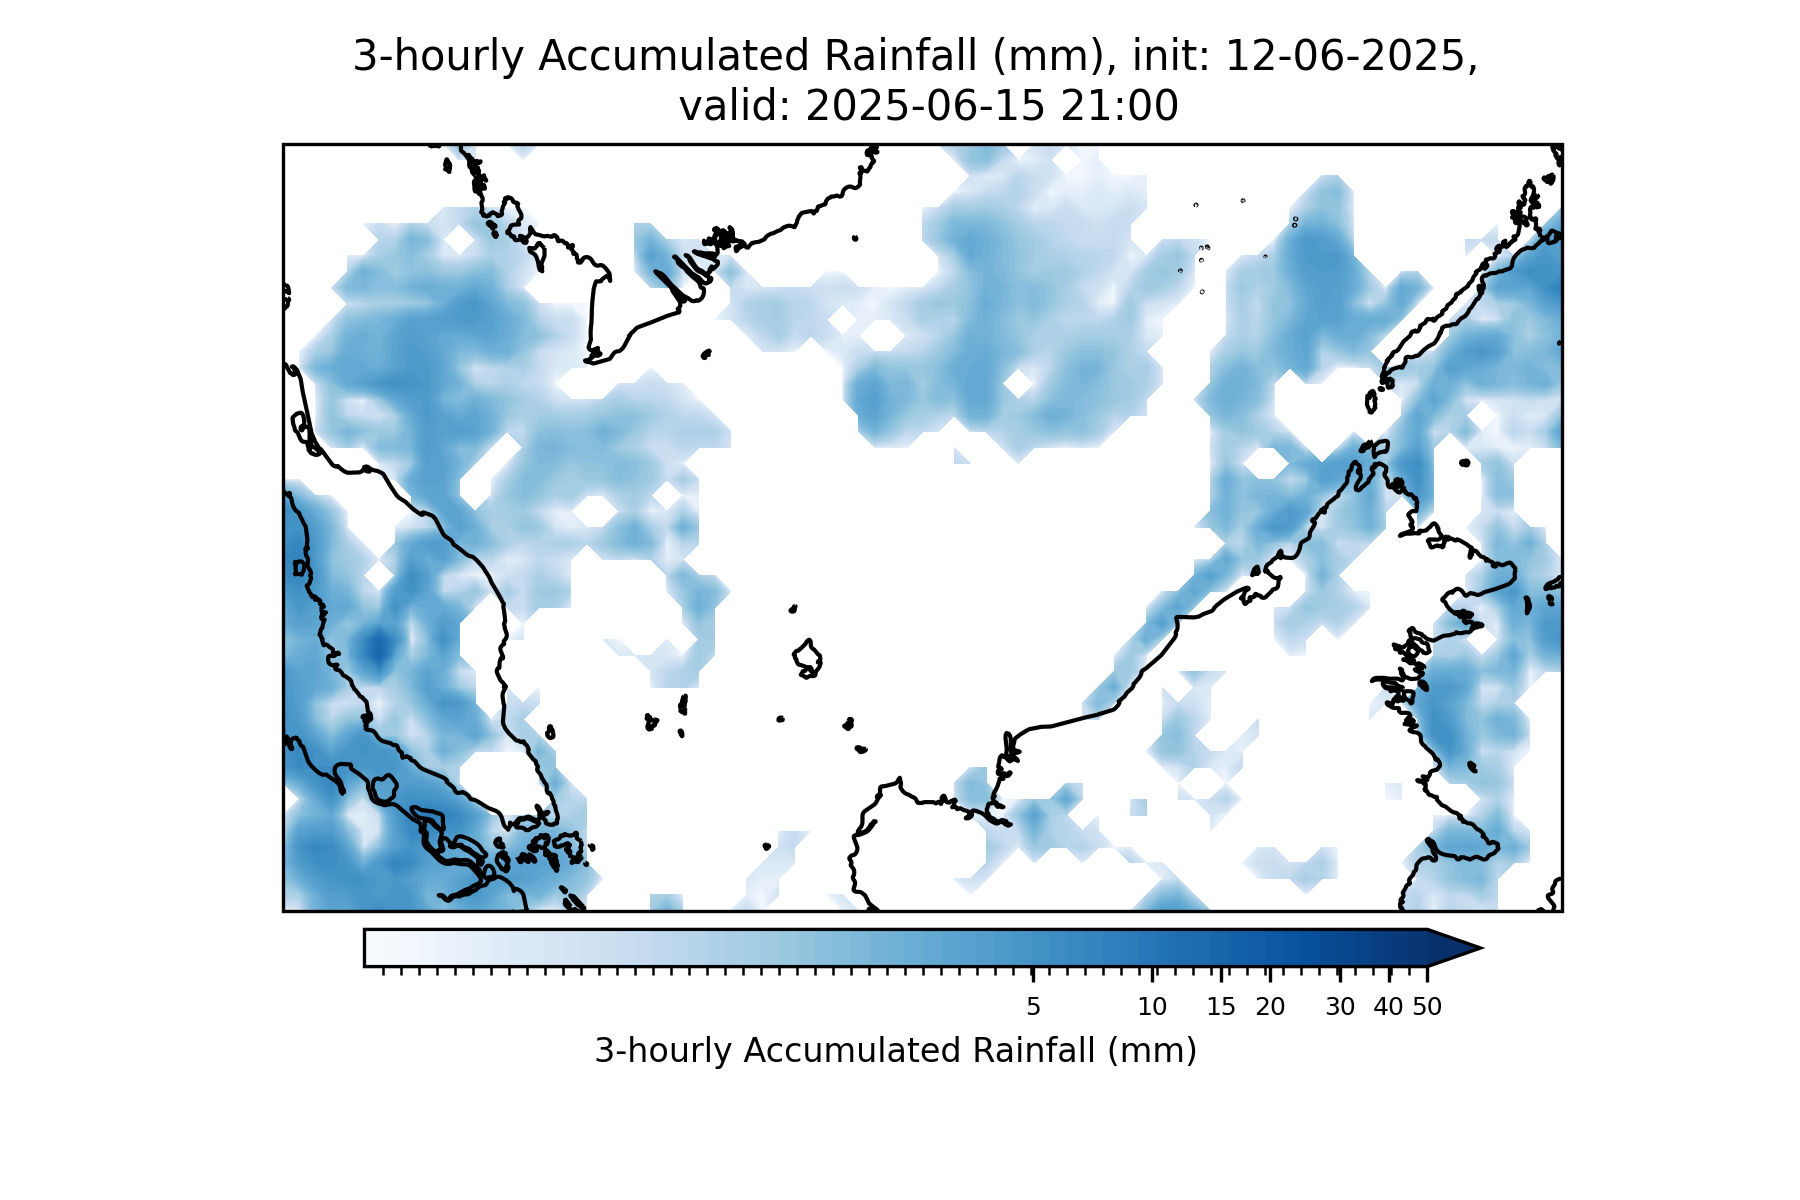 3-hourly Accumulated Rainfall (mm), init: 12-06-2025,
valid: 2025-06-15 21:00
5 10 15 20 30 40 50
3-hourly Accumulated Rainfall (mm)